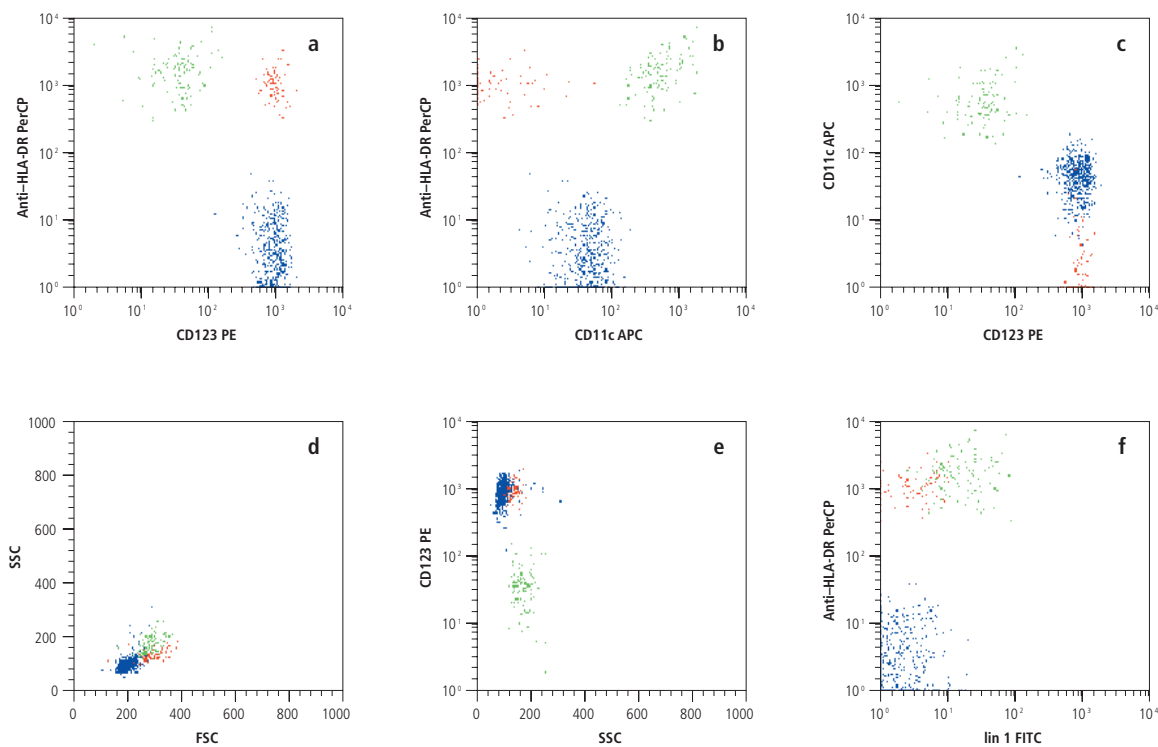 a
Anti–HLA-DR PerCP
10⁴
10³
10²
10¹
10⁰
10⁰ 10¹ 10² 10³ 10⁴
CD123 PE
b
Anti–HLA-DR PerCP
10⁴
10³
10²
10¹
10⁰
10⁰ 10¹ 10² 10³ 10⁴
CD11c APC
c
CD11c APC
10⁴
10³
10²
10¹
10⁰
10⁰ 10¹ 10² 10³ 10⁴
CD123 PE
d
SSC
1000
800
600
400
200
0
0 200 400 600 800 1000
FSC
e
CD123 PE
10⁴
10³
10²
10¹
10⁰
0 200 400 600 800 1000
SSC
f
Anti–HLA-DR PerCP
10⁴
10³
10²
10¹
10⁰
10⁰ 10¹ 10² 10³ 10⁴
lin 1 FITC